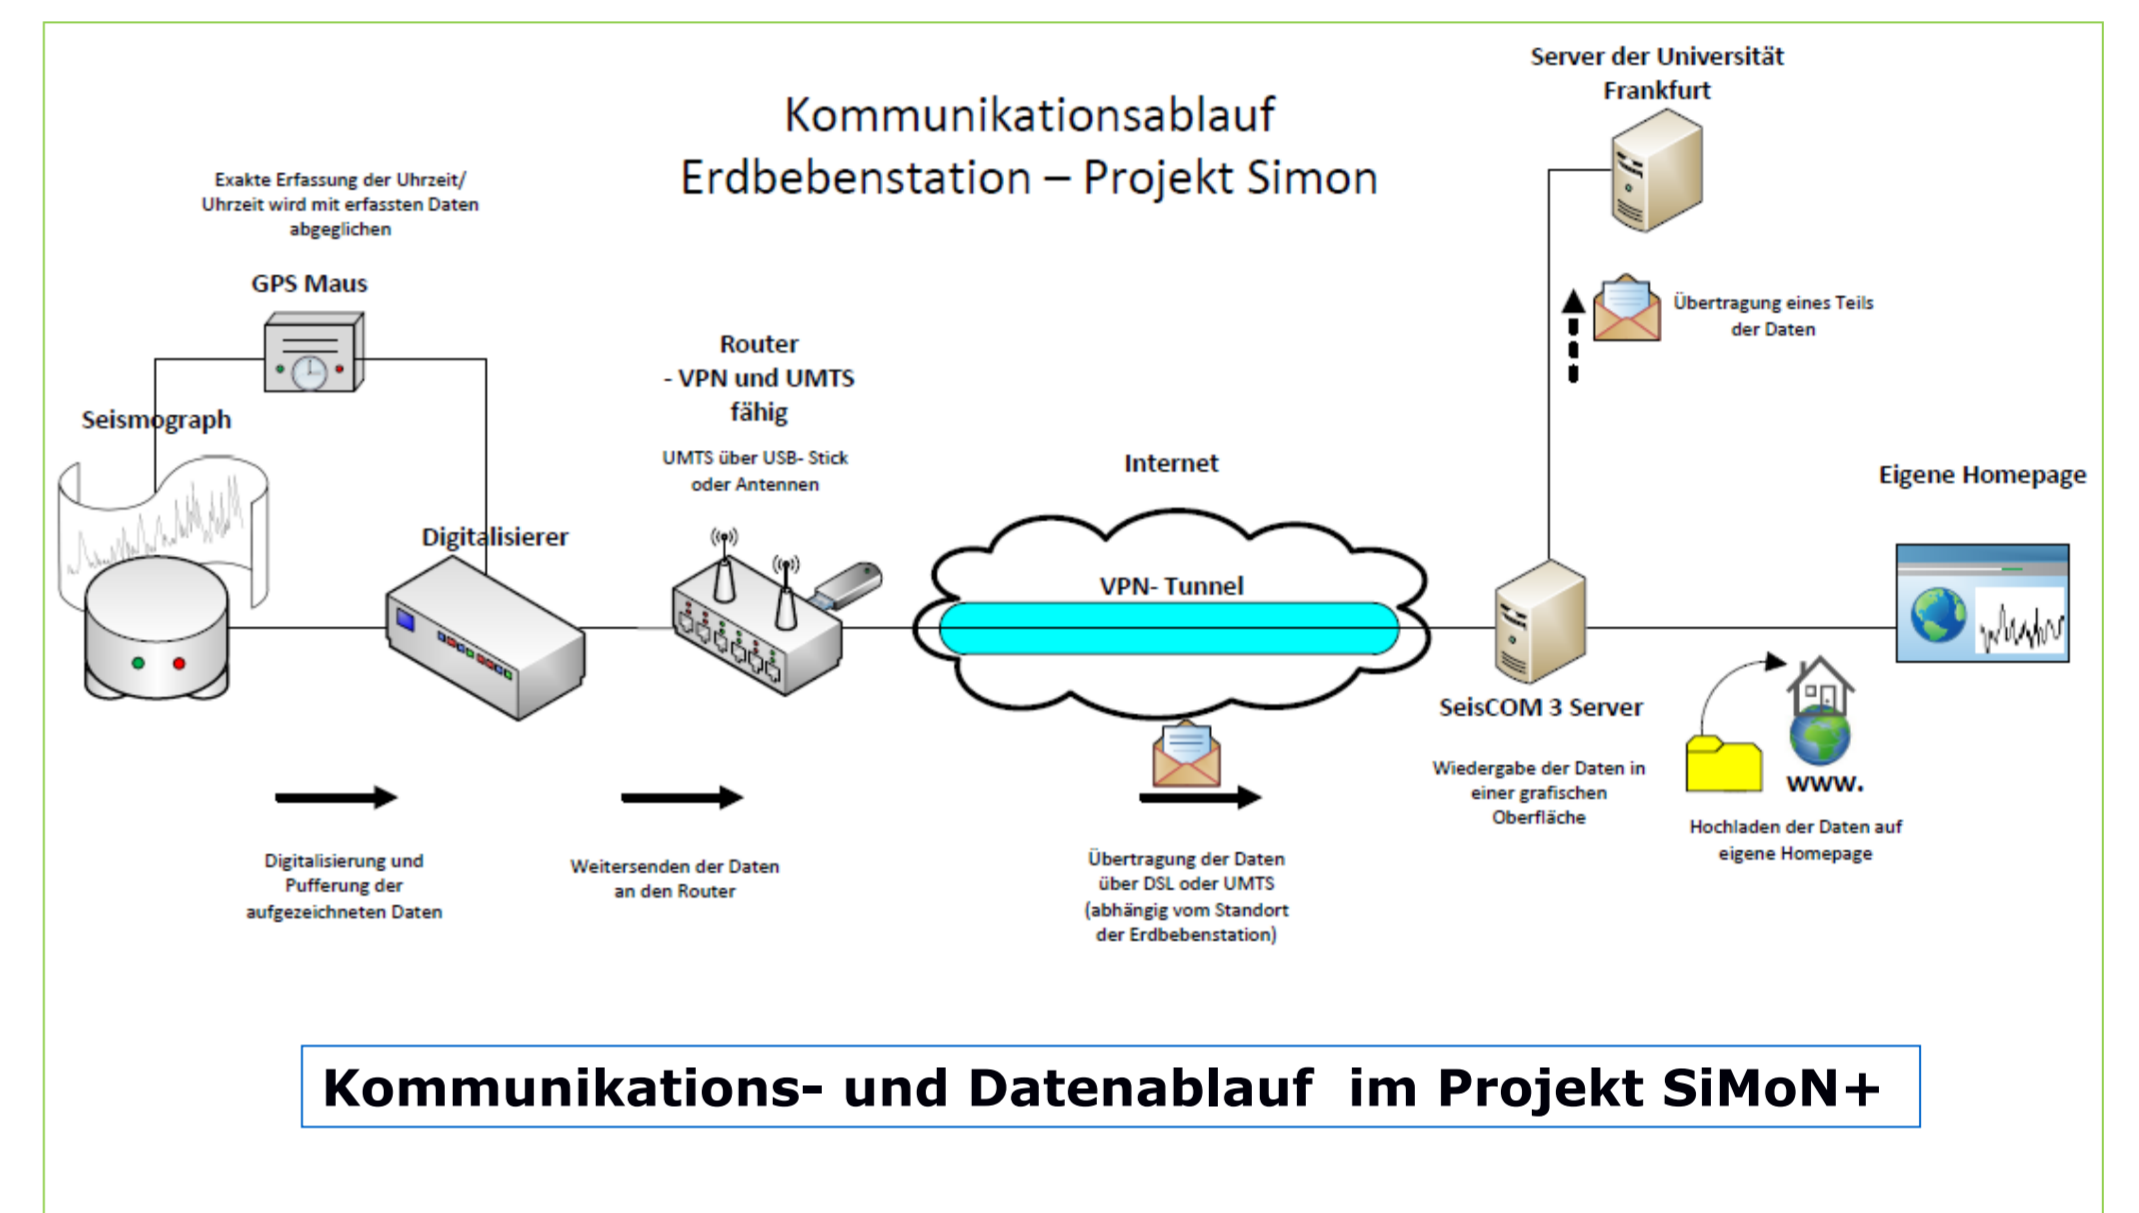 Kommunikationsablauf
Erdbebenstation – Projekt Simon
Server der Universität
Frankfurt
Exakte Erfassung der Uhrzeit/
Uhrzeit wird mit erfassten Daten
abgeglichen
GPS Maus
Seismograph
Digitalisierer
Router
- VPN und UMTS
fähig
UMTS über USB- Stick
oder Antennen
Internet
VPN- Tunnel
Übertragung eines Teils
der Daten
Eigene Homepage
SeisCOM 3 Server
Wiedergabe der Daten in
einer grafischen
Oberfläche
www.
Hochladen der Daten auf
eigene Homepage
Digitalisierung und
Pufferung der
aufgezeichneten Daten
Weitersenden der Daten
an den Router
Übertragung der Daten
über DSL oder UMTS
(abhängig vom Standort
der Erdbebenstation)
Kommunikations- und Datenablauf  im Projekt SiMoN+